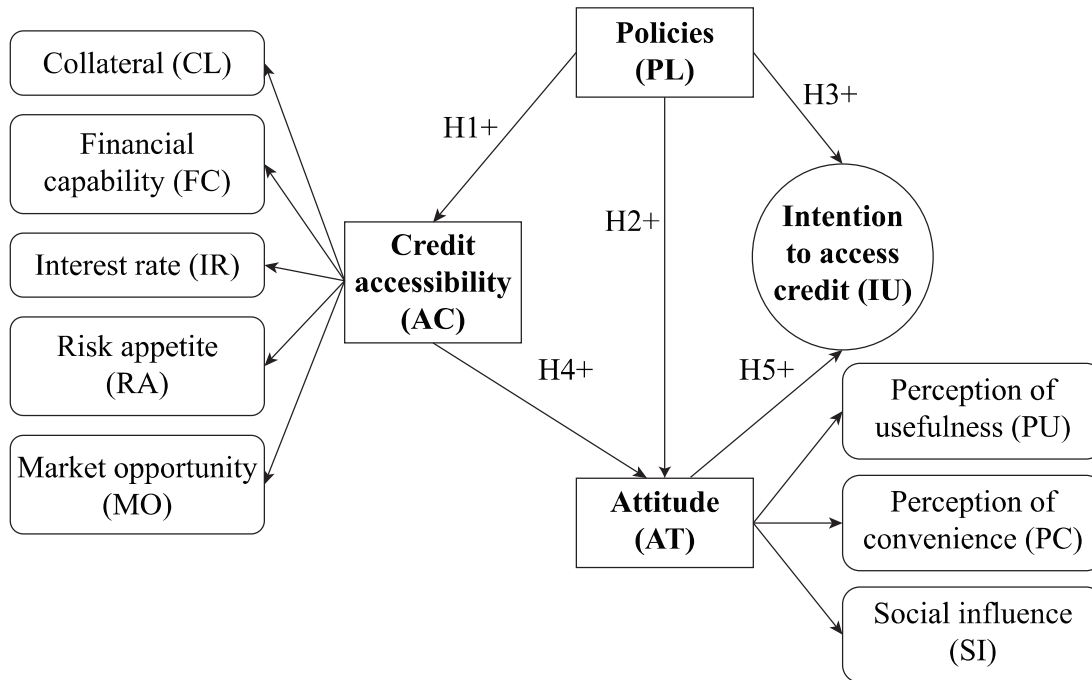 Collateral (CL)
Financial
capability (FC)
Interest rate (IR)
Risk appetite
(RA)
Market opportunity
(MO)
Policies
(PL)
H1+
H2+
H3+
Credit
accessibility
(AC)
Intention
to access
credit (IU)
H4+
H5+
Attitude
(AT)
Perception of
usefulness (PU)
Perception of
convenience (PC)
Social influence
(SI)